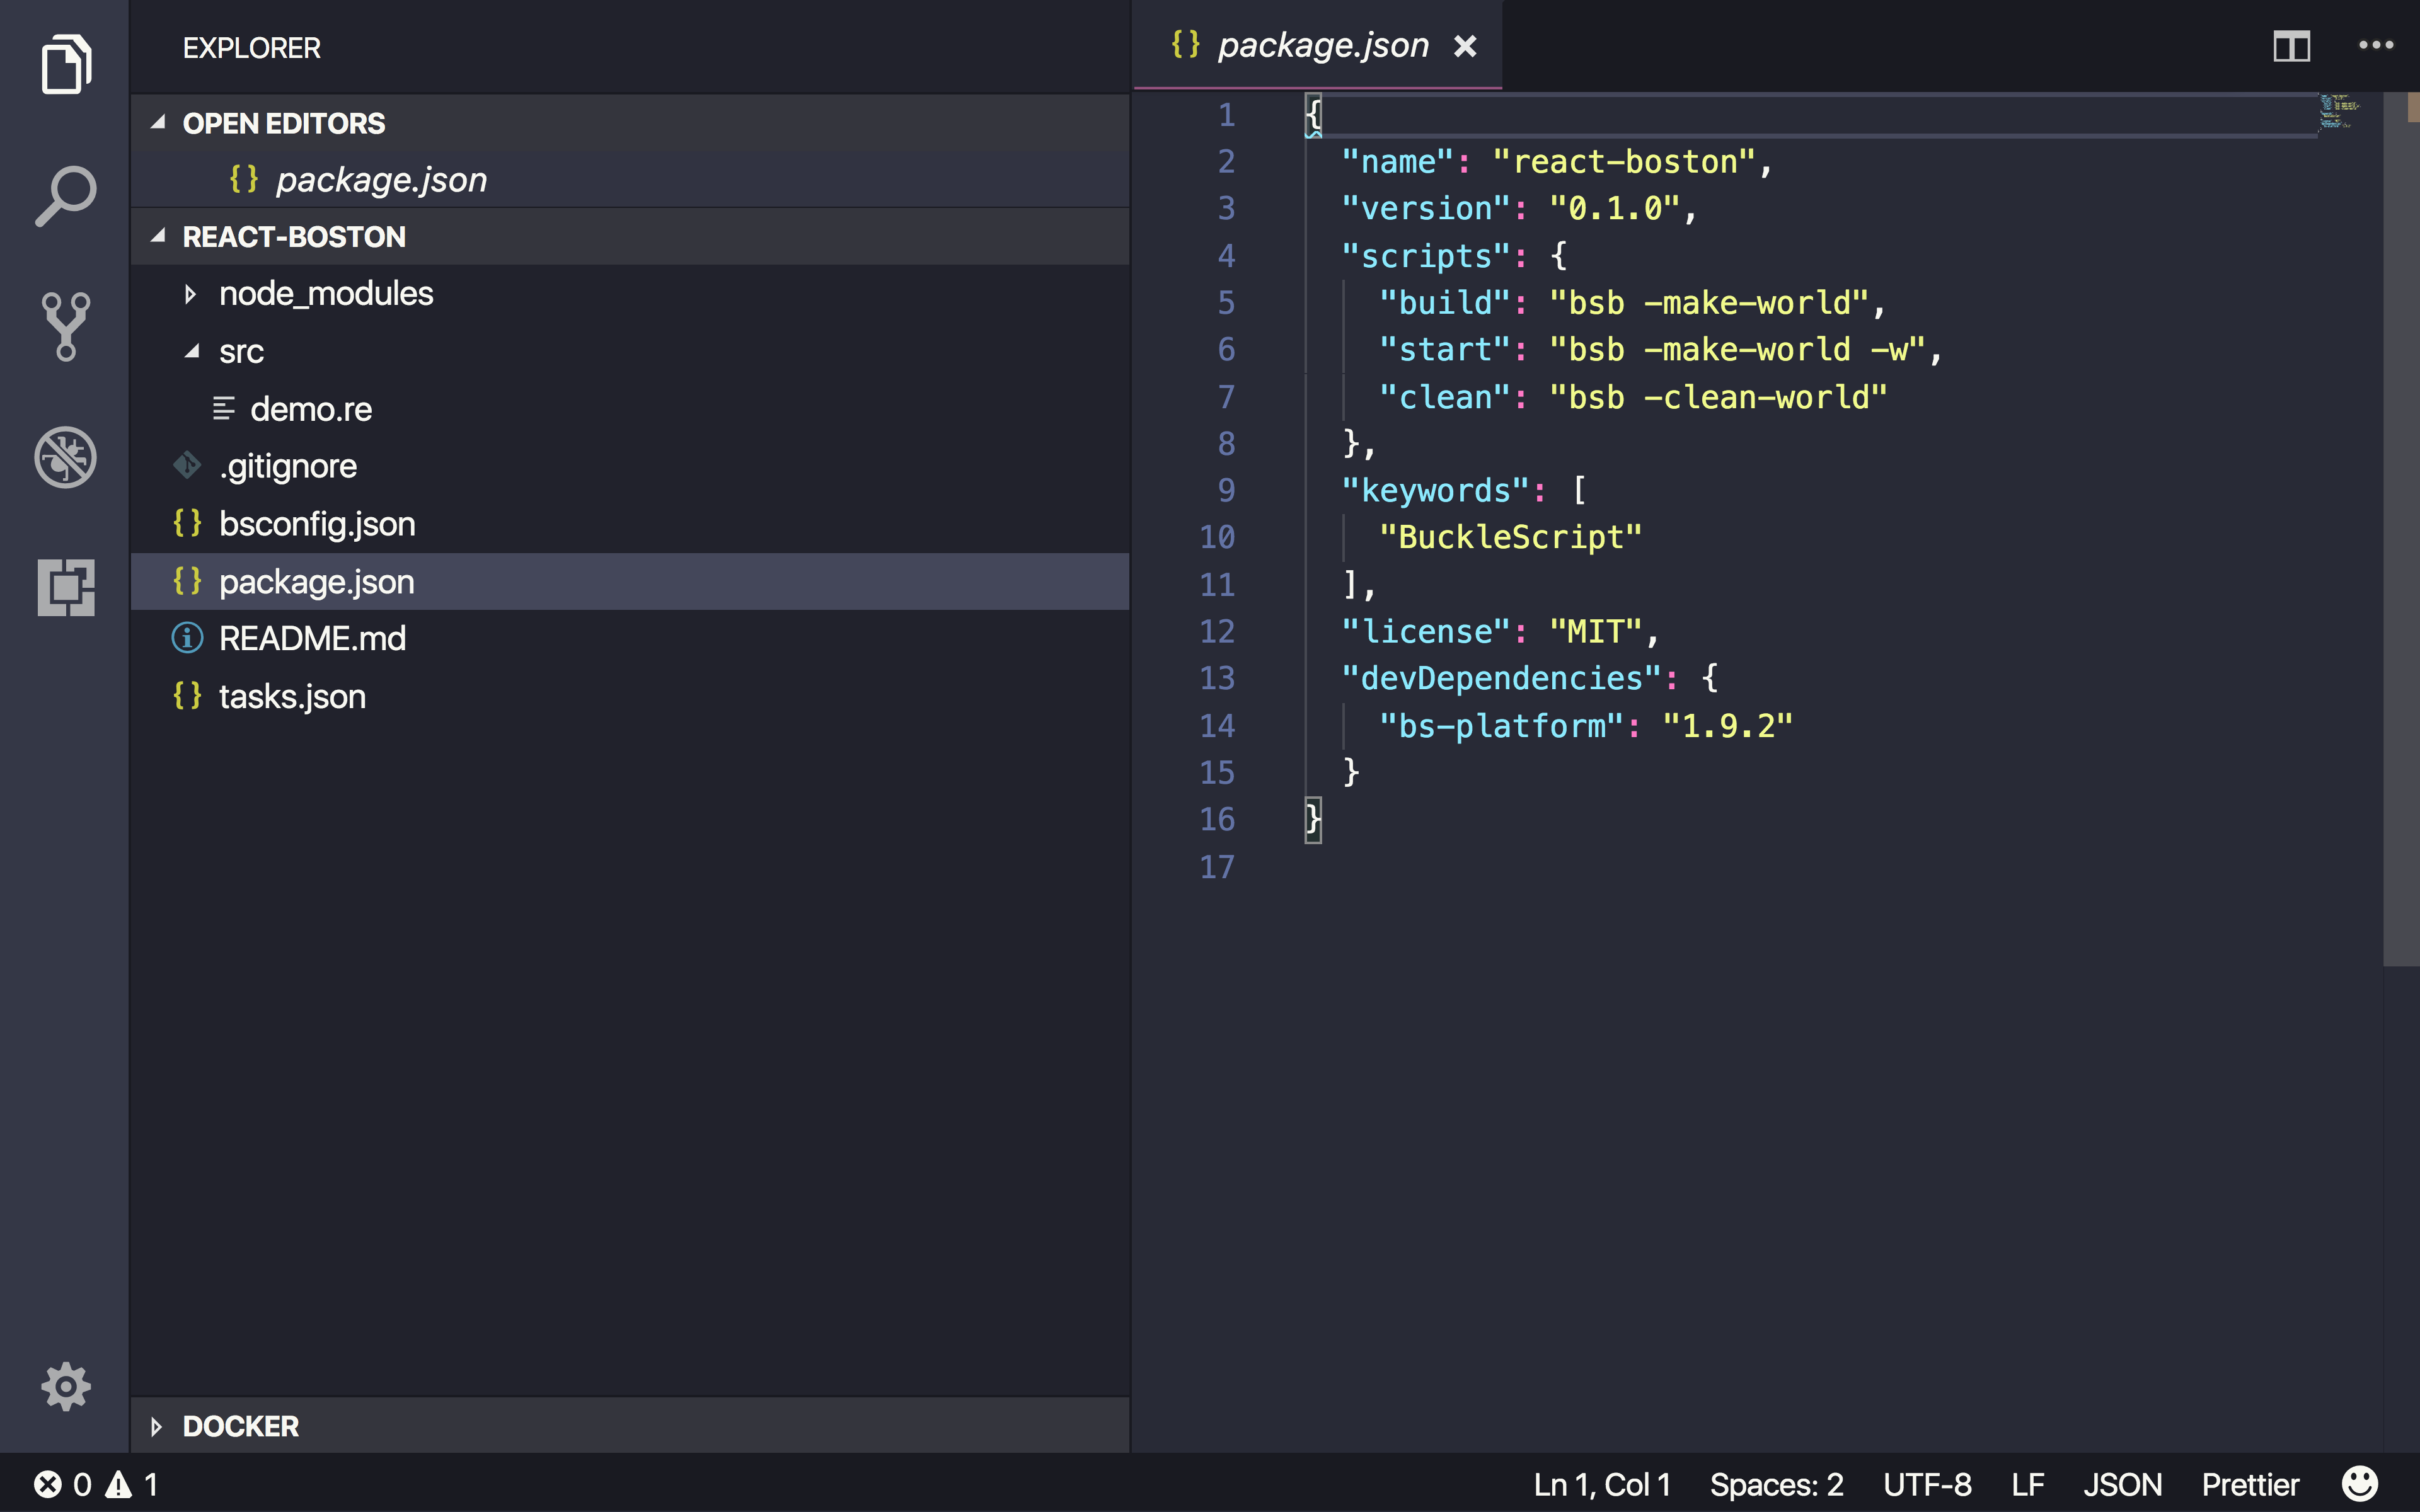 EXPLORER
OPEN EDITORS
{} package.json
REACT-BOSTON
node_modules
src
demo.re
.gitignore
{} bsconfig.json
{} package.json
README.md
{} tasks.json
DOCKER
{} package.json
1 {
2 "name": "react-boston",
3 "version": "0.1.0",
4 "scripts": {
5 "build": "bsb -make-world",
6 "start": "bsb -make-world -w",
7 "clean": "bsb -clean-world"
8 },
9 "keywords": [
10 "BuckleScript"
11 ],
12 "license": "MIT",
13 "devDependencies": {
14 "bs-platform": "1.9.2"
15 }
16 }
17
0 1 Ln 1, Col 1 Spaces: 2 UTF-8 LF JSON Prettier